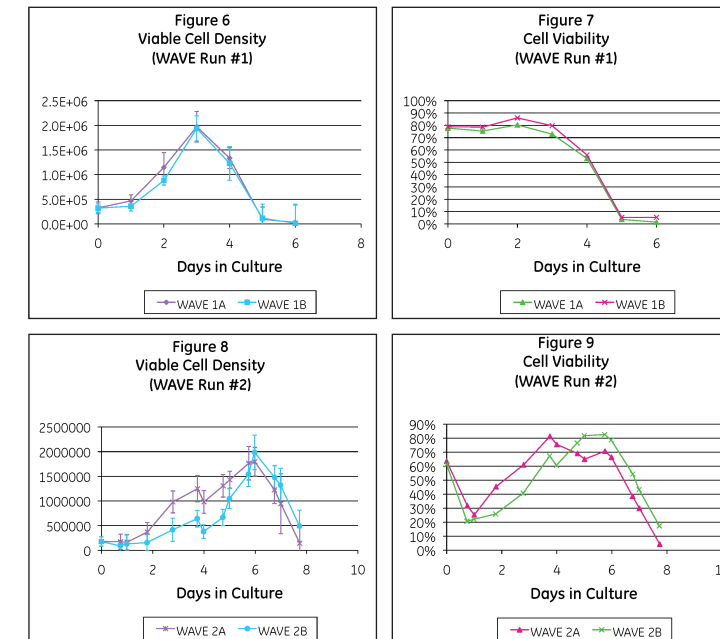 Figure 6
Viable Cell Density
(WAVE Run #1)
2.5E+06
2.0E+06
1.5E+06
1.0E+06
5.0E+05
0.0E+00
0 2 4 6 8
Days in Culture
WAVE 1A WAVE 1B
Figure 7
Cell Viability
(WAVE Run #1)
100%
90%
80%
70%
60%
50%
40%
30%
20%
10%
0%
0 2 4 6
Days in Culture
WAVE 1A WAVE 1B
Figure 8
Viable Cell Density
(WAVE Run #2)
2500000
2000000
1500000
1000000
500000
0
0 2 4 6 8 10
Days in Culture
WAVE 2A WAVE 2B
Figure 9
Cell Viability
(WAVE Run #2)
90%
80%
70%
60%
50%
40%
30%
20%
10%
0%
0 2 4 6 8 1
Days in Culture
WAVE 2A WAVE 2B